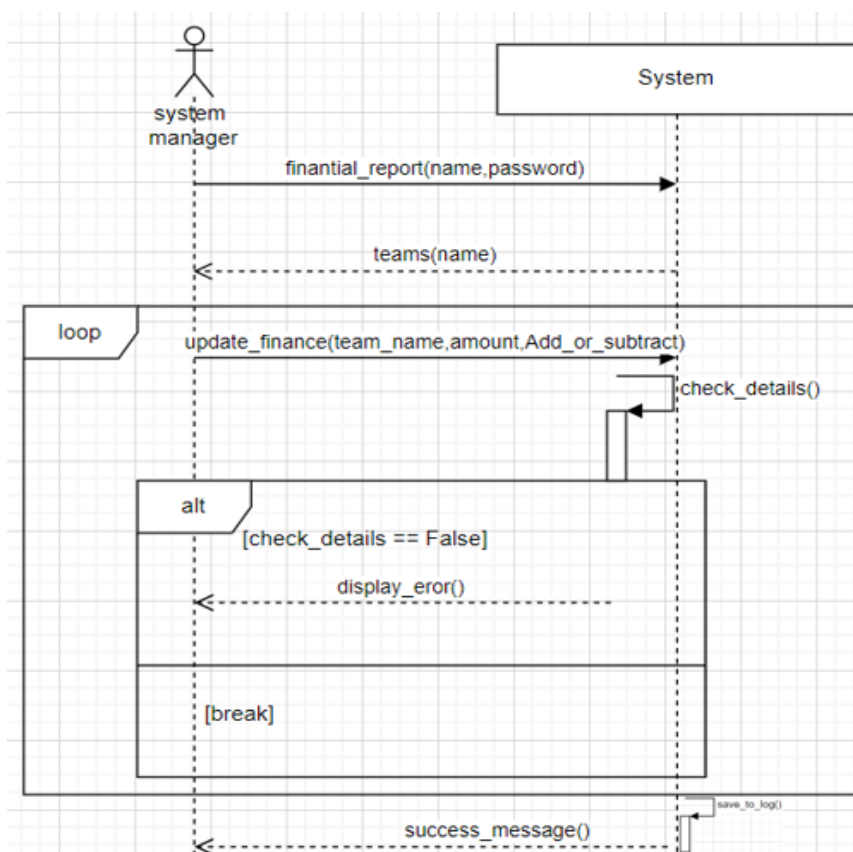 System
system
manager
finantial_report(name,password)
teams(name)
loop
update_finance(team_name,amount,Add_or_subtract)
check_details()
alt
[check_details == False]
display_eror()
[break]
save_to_log()
success_message()